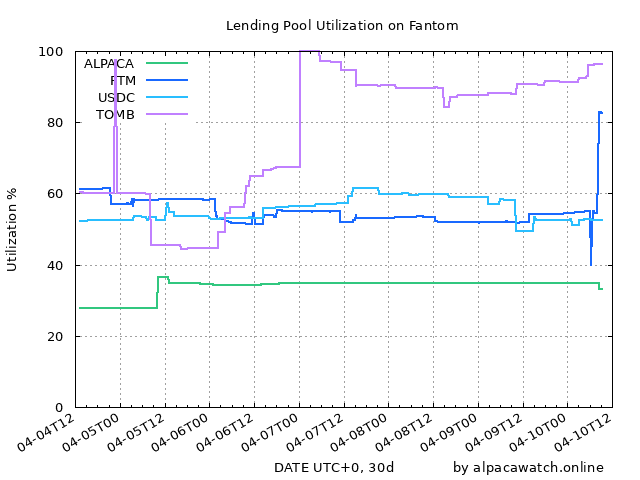 Lending Pool Utilization on Fantom
100
80
60
40
20
0
Utilization %
ALPACA
FTM
USDC
TOMB
04-04T12
04-05T00
04-05T12
04-06T00
04-06T12
04-07T00
04-07T12
04-08T00
04-08T12
04-09T00
04-09T12
04-10T00
04-10T12
DATE UTC+0, 30d
by alpacawatch.online